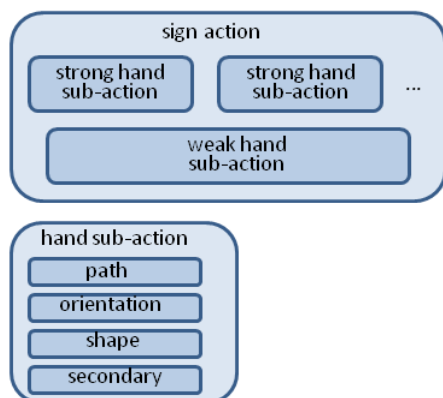 sign action
strong hand
sub-action
strong hand
sub-action
...
weak hand
sub-action
hand sub-action
path
orientation
shape
secondary